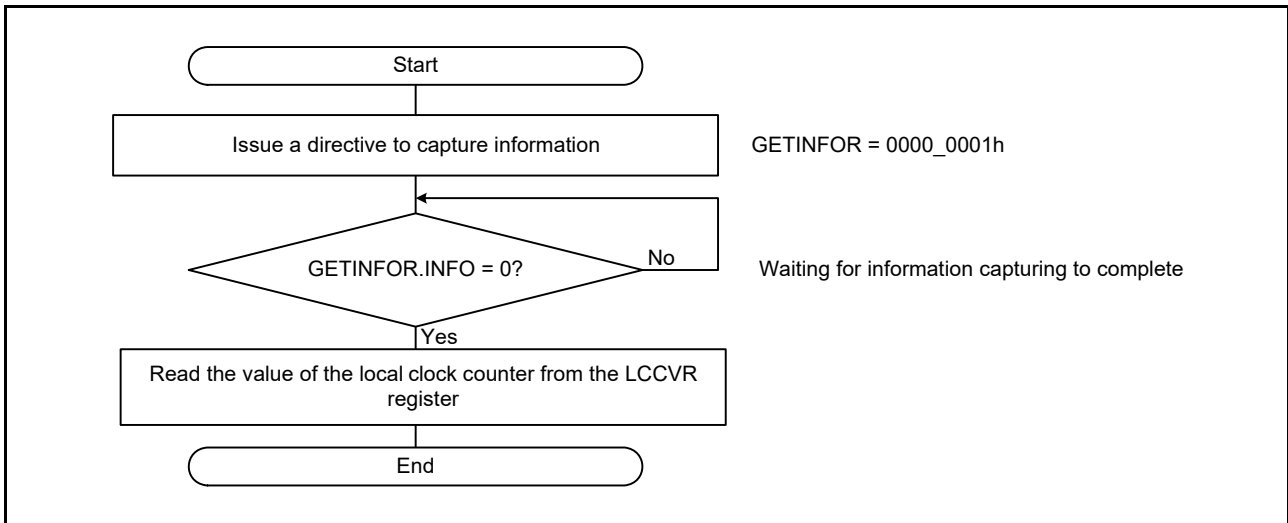 Start
Issue a directive to capture information
GETINFOR = 0000_0001h
GETINFOR.INFO = 0?
No
Waiting for information capturing to complete
Yes
Read the value of the local clock counter from the LCCVR
register
End